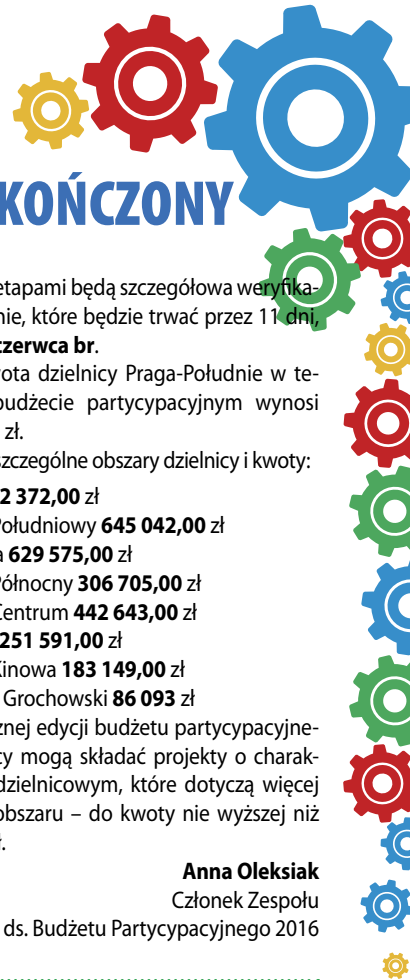 KOŃCZONY
etapami będą szczegółowa weryfika-
nie, które będzie trwać przez 11 dni,
czerwca br.
ota dzielnicy Praga-Południe w te-
budżecie partycypacyjnym wynosi
zł.
szczególne obszary dzielnicy i kwoty:
2 372,00 zł
Południowy 645 042,00 zł
a 629 575,00 zł
Północny 306 705,00 zł
Centrum 442 643,00 zł
251 591,00 zł
Kinowa 183 149,00 zł
Grochowski 86 093 zł
znej edycji budżetu partycypacyjne-
cy mogą składać projekty o charak-
dzielnicowym, które dotyczą więcej
obszaru – do kwoty nie wyższej niż
ł.
Anna Oleksiak
Członek Zespołu
ds. Budżetu Partycypacyjnego 2016